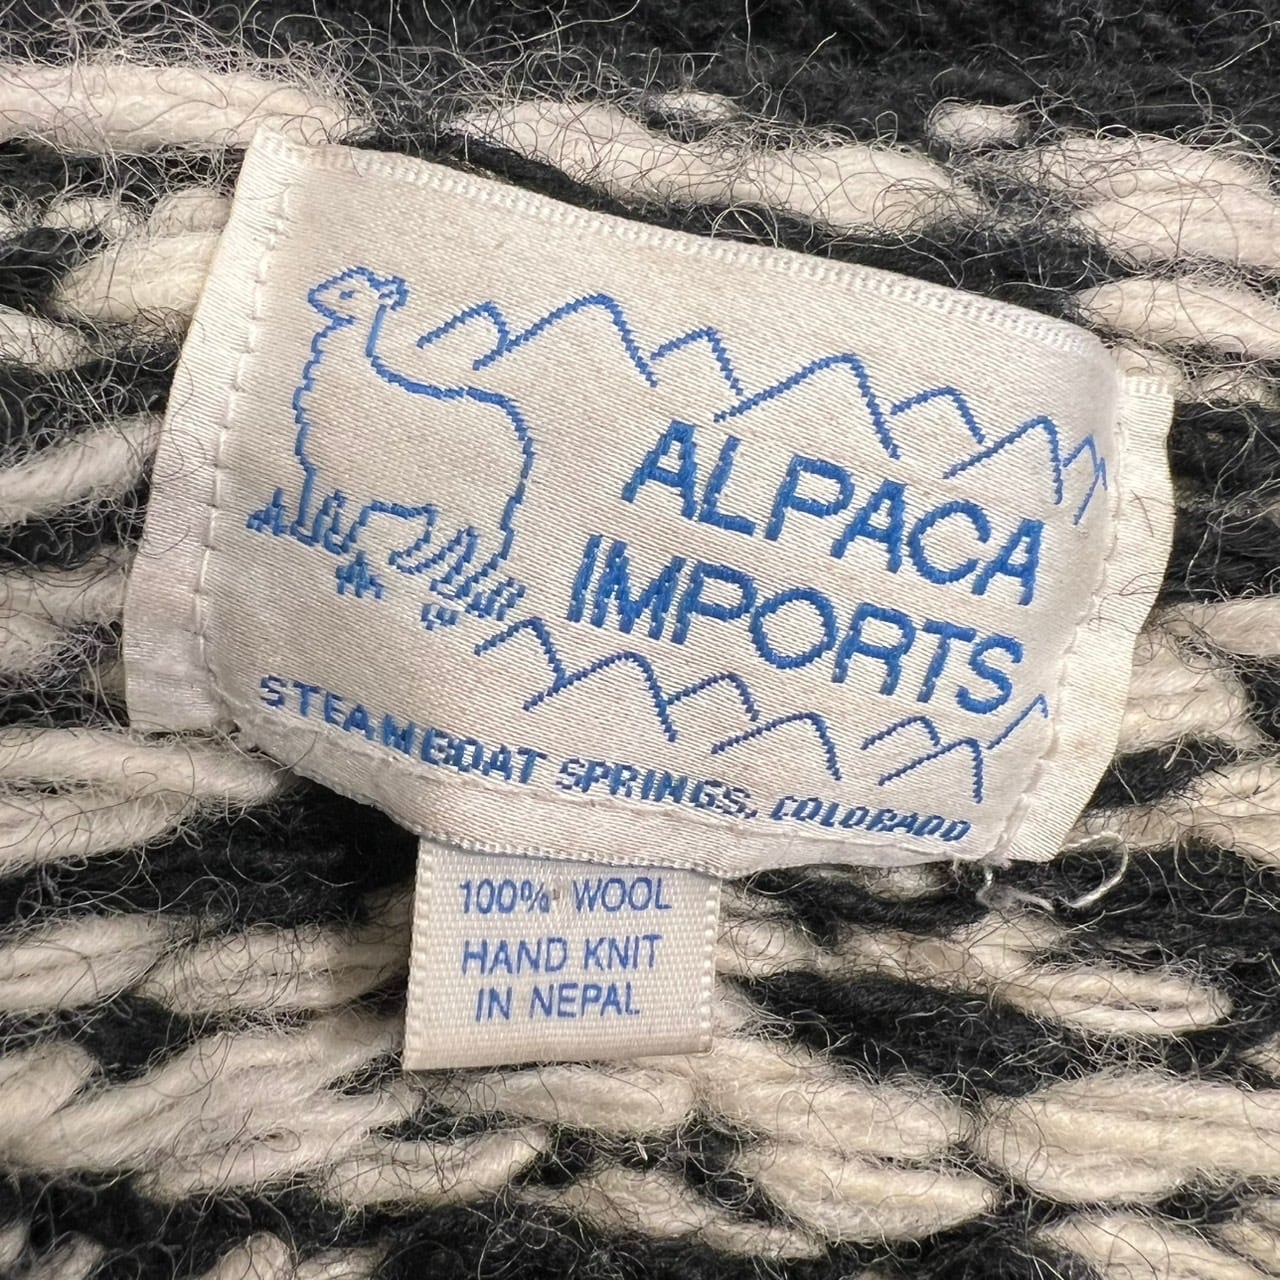 ALPACA
IMPORTS
STEAMBOAT SPRINGS, COLORADO
100% WOOL
HAND KNIT
IN NEPAL